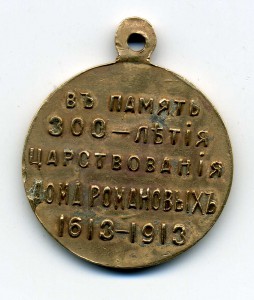 ВЪ ПАМЯТЬ
300–ЛѢТІЯ
ЦАРСТВОВАНІЯ
ДОМА РОМАНОВЫХЪ
1613–1913